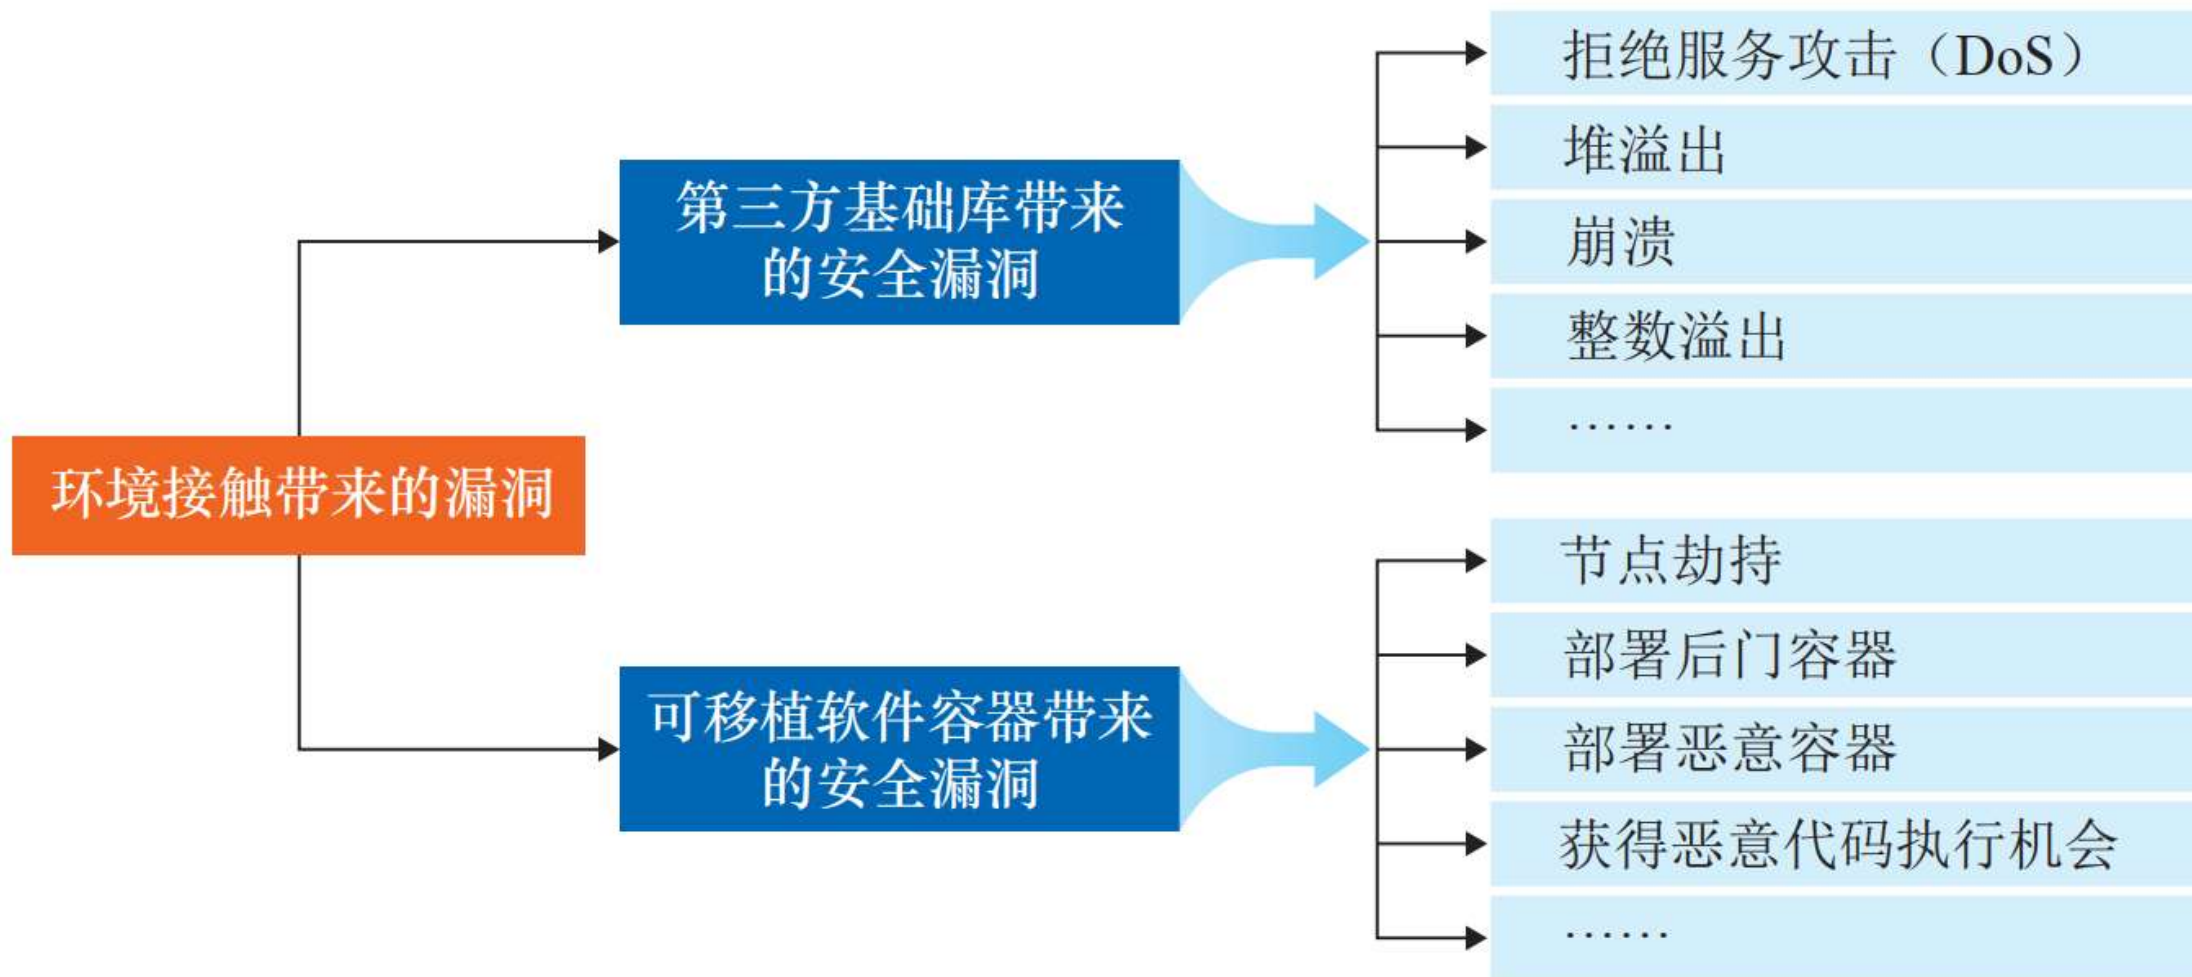 拒绝服务攻击（DoS）
堆溢出
第三方基础库带来
的安全漏洞
崩溃
整数溢出
……
环境接触带来的漏洞
节点劫持
部署后门容器
可移植软件容器带来
的安全漏洞
部署恶意容器
获得恶意代码执行机会
……